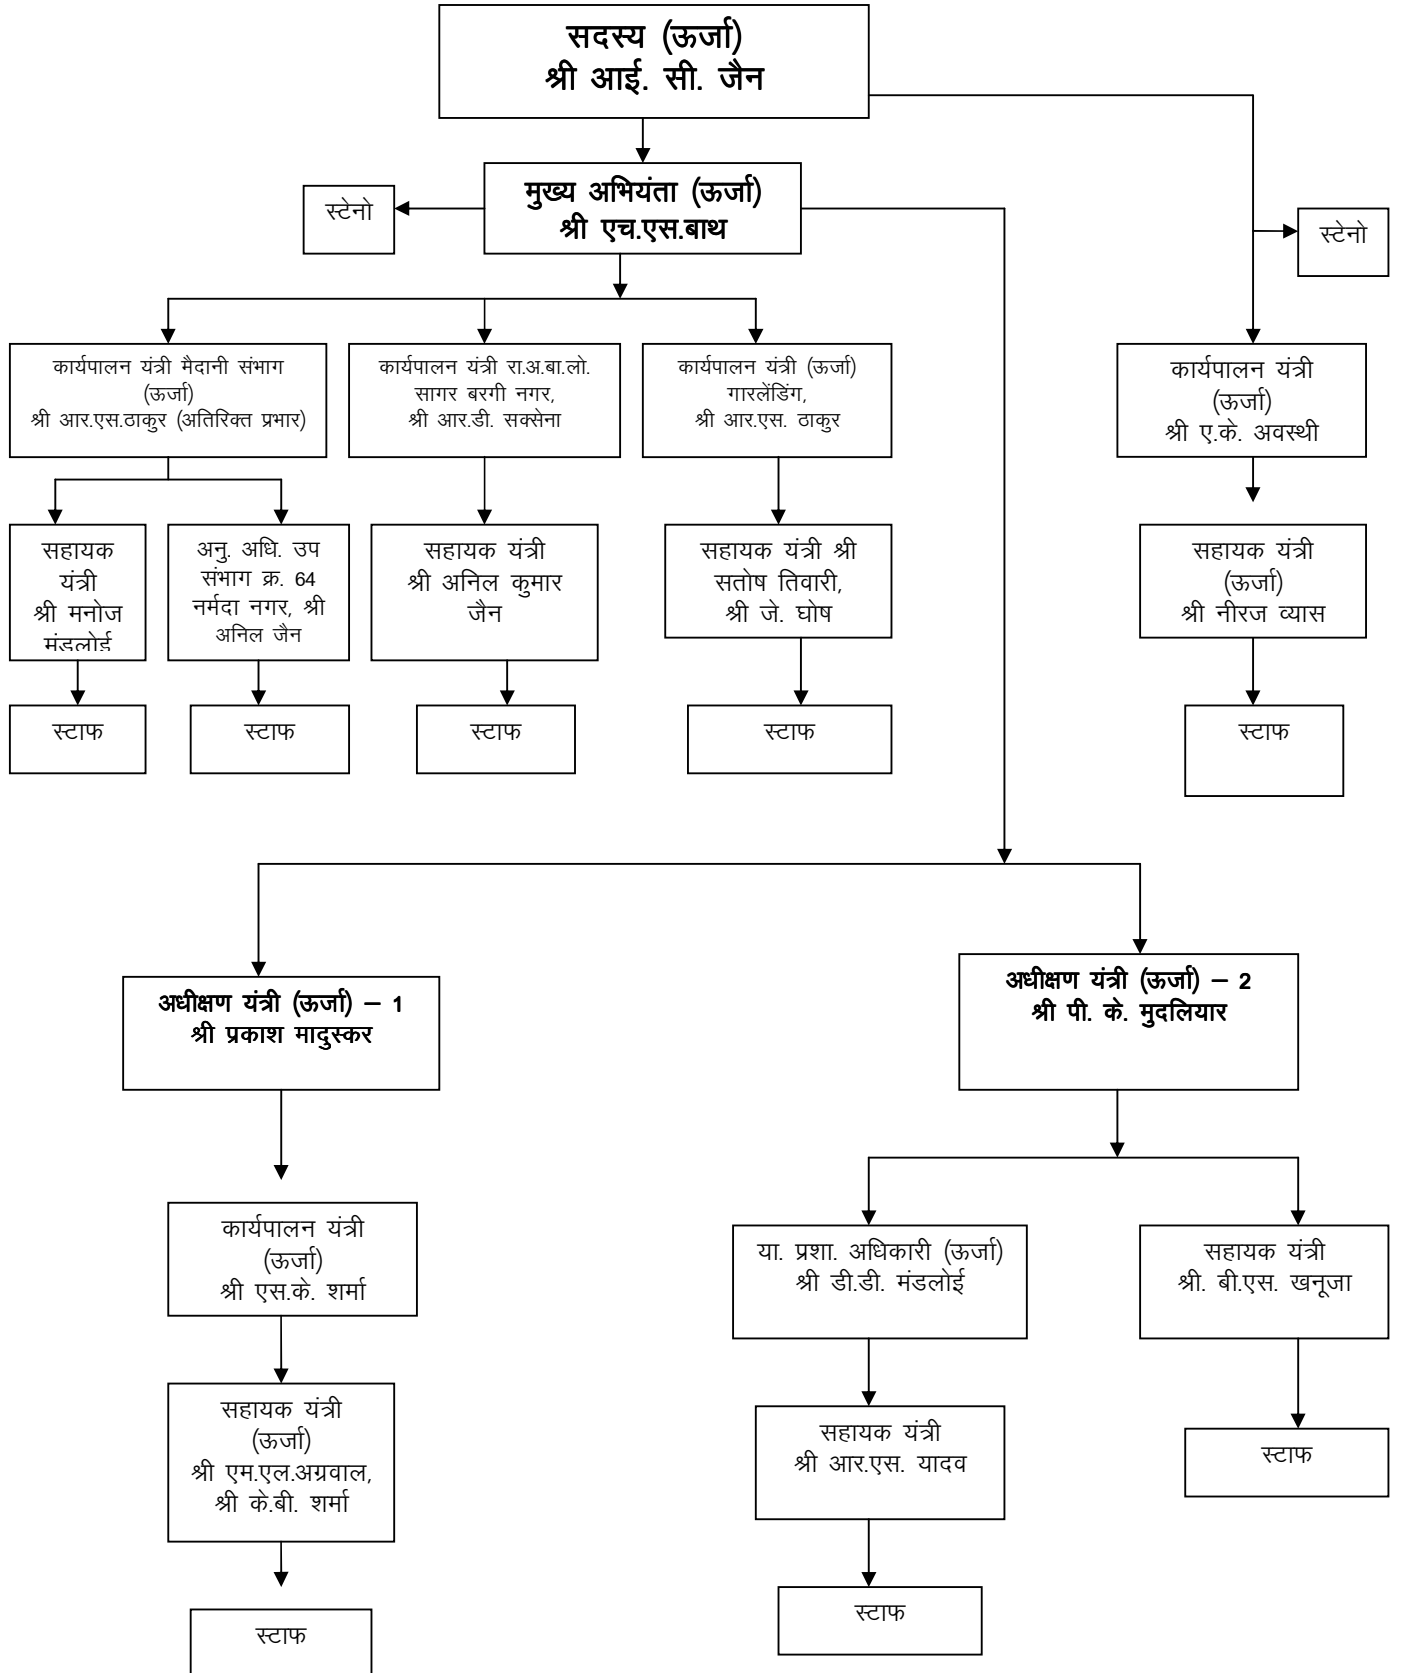 सदस्य (ऊर्जा)
श्री आई. सी. जैन
मुख्य अभियंता (ऊर्जा)
श्री एच.एस.बाथ
स्टेनो
स्टेनो
कार्यपालन यंत्री मैदानी संभाग
(ऊर्जा)
श्री आर.एस.ठाकुर (अतिरिक्त प्रभार)
कार्यपालन यंत्री रा.अ.बा.लो.
सागर बरगी नगर,
श्री आर.डी. सक्सेना
कार्यपालन यंत्री (ऊर्जा)
गारलेंडिंग,
श्री आर.एस. ठाकुर
कार्यपालन यंत्री
(ऊर्जा)
श्री ए.के. अवस्थी
सहायक
यंत्री
श्री मनोज
मंडलोई
अनु. अधि. उप
संभाग क्र. 64
नर्मदा नगर, श्री
अनिल जैन
सहायक यंत्री
श्री अनिल कुमार
जैन
सहायक यंत्री श्री
सतोष तिवारी,
श्री जे. घोष
सहायक यंत्री
(ऊर्जा)
श्री नीरज व्यास
स्टाफ
स्टाफ
स्टाफ
स्टाफ
स्टाफ
अधीक्षण यंत्री (ऊर्जा) – 1
श्री प्रकाश मादुस्कर
अधीक्षण यंत्री (ऊर्जा) – 2
श्री पी. के. मुदलियार
कार्यपालन यंत्री
(ऊर्जा)
श्री एस.के. शर्मा
या. प्रशा. अधिकारी (ऊर्जा)
श्री डी.डी. मंडलोई
सहायक यंत्री
श्री. बी.एस. खनूजा
सहायक यंत्री
(ऊर्जा)
श्री एम.एल.अग्रवाल,
श्री के.बी. शर्मा
सहायक यंत्री
श्री आर.एस. यादव
स्टाफ
स्टाफ
स्टाफ